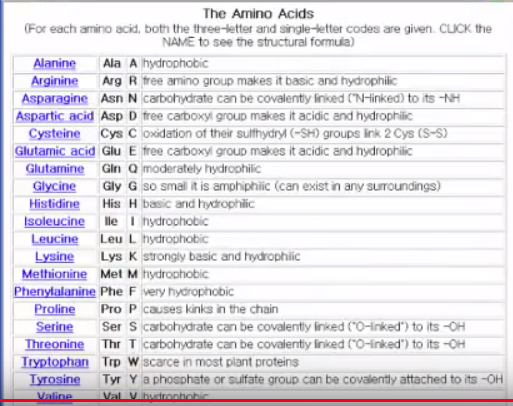 The Amino Acids
(For each amino acid, both the three-letter and single-letter codes are given. CLICK the
NAME to see the structural formula)
Alanine Ala A hydrophobic
Arginine Arg R free amino group makes it basic and hydrophilic
Asparagine Asn N carbohydrate can be covalently linked ("N-linked) to its -NH
Aspartic acid Asp D free carboxyl group makes it acidic and hydrophilic
Cysteine Cys C oxidation of their sulfhydryl (-SH) groups link 2 Cys (S-S)
Glutamic acid Glu E free carboxyl group makes it acidic and hydrophilic
Glutamine Gln Q moderately hydrophilic
Glycine Gly G so small it is amphiphilic (can exist in any surroundings)
Histidine His H basic and hydrophilic
Isoleucine Ile I hydrophobic
Leucine Leu L hydrophobic
Lysine Lys K strongly basic and hydrophilic
Methionine Met M hydrophobic
Phenylalanine Phe F very hydrophobic
Proline Pro P causes kinks in the chain
Serine Ser S carbohydrate can be covalently linked ("O-linked") to its -OH
Threonine Thr T carbohydrate can be covalently linked ("O-linked") to its -OH
Tryptophan Trp W scarce in most plant proteins
Tyrosine Tyr Y a phosphate or sulfate group can be covalently attached to its -OH
Valine Val V hydrophobic